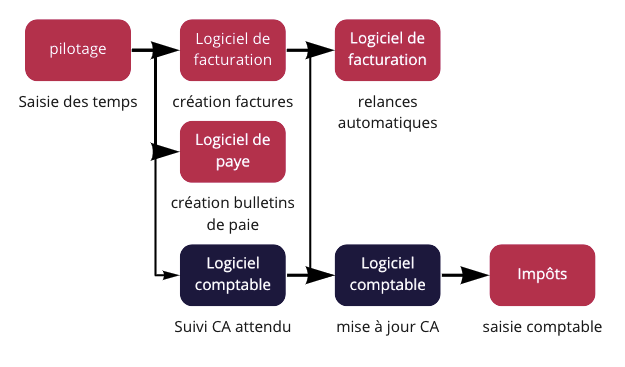 pilotage
Saisie des temps
Logiciel de
facturation
création factures
Logiciel de
facturation
relances
automatiques
Logiciel de
paye
création bulletins
de paie
Logiciel
comptable
Suivi CA attendu
Logiciel
comptable
mise à jour CA
Impôts
saisie comptable